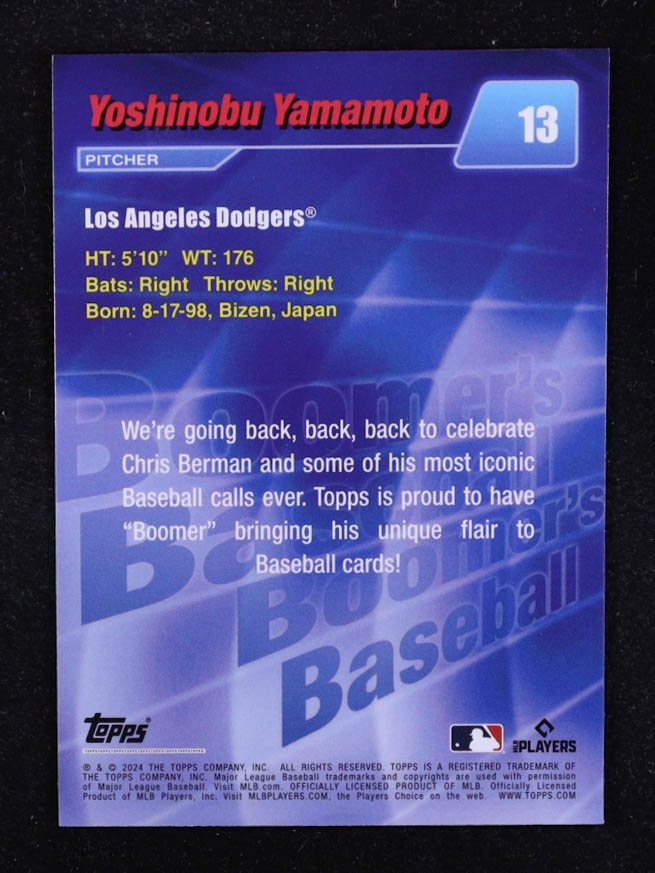 Yoshinobu Yamamoto
13
PITCHER
Los Angeles Dodgers®
HT: 5'10" WT: 176
Bats: Right Throws: Right
Born: 8-17-98, Bizen, Japan
Boomer's
Baseball
Boomer's
Baseball
We're going back, back, back to celebrate
Chris Berman and some of his most iconic
Baseball calls ever. Topps is proud to have
“Boomer” bringing his unique flair to
Baseball cards!
Topps®
MLB PLAYERS
® & © 2024 THE TOPPS COMPANY, INC. ALL RIGHTS RESERVED. TOPPS IS A REGISTERED TRADEMARK OF
THE TOPPS COMPANY, INC. Major League Baseball trademarks and copyrights are used with permission
of Major League Baseball. Visit MLB.com. OFFICIALLY LICENSED PRODUCT OF MLB. Officially Licensed
Product of MLB Players, Inc. Visit MLBPLAYERS.COM, the Players Choice on the web. WWW.TOPPS.COM